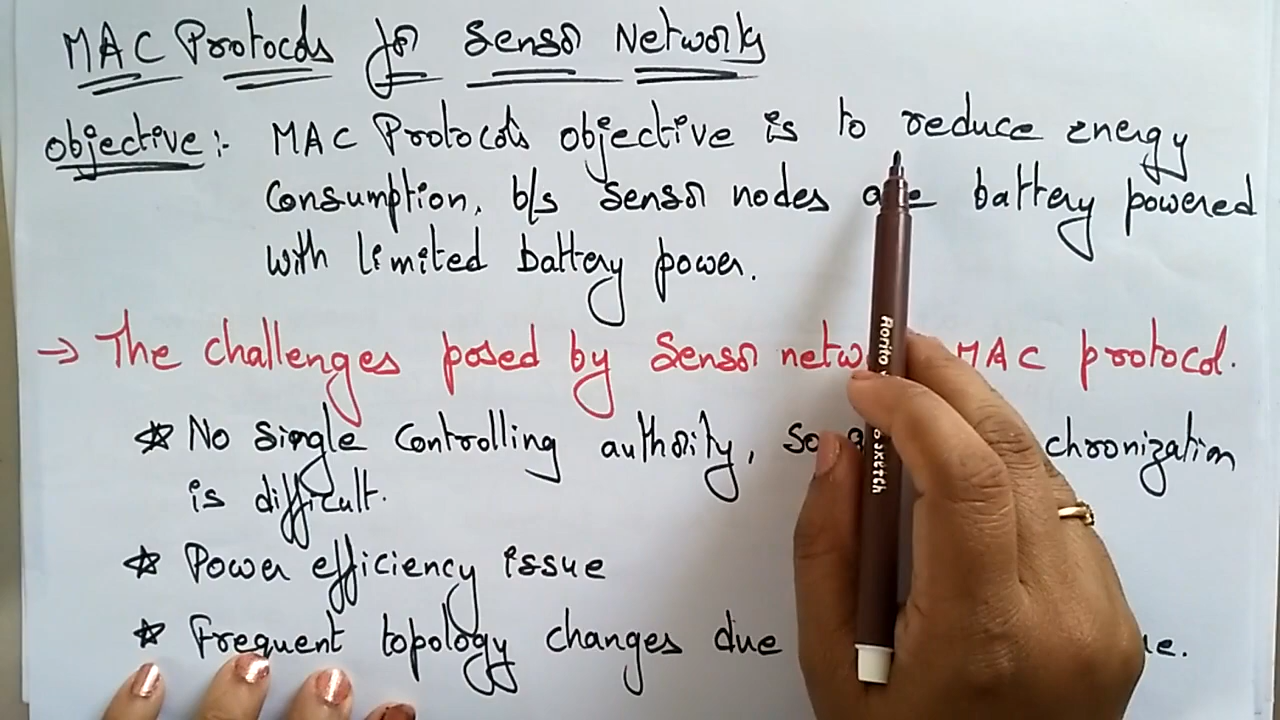 MAC Protocols for Sensor Networks
Objective:- MAC Protocols objective is to reduce energy
Consumption. b/s sensor nodes are battery powered
with limited battery power.
→ The challenges posed by Sensor netw MAC protocol.
☆ No single controlling authority, so chronization
is difficult.
☆ Power efficiency issue
☆ Frequent topology changes due